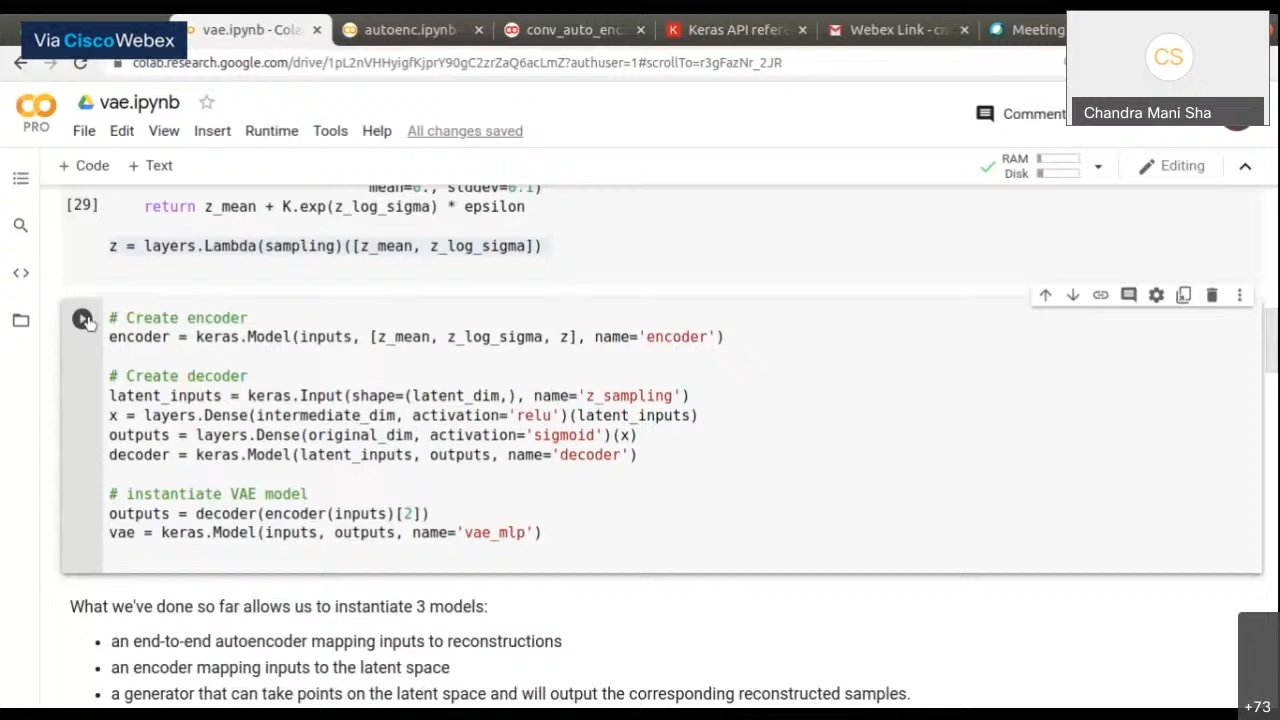 Via Cisco Webex
vae.ipynb - Cola
autoenc.ipynb
conv_auto_enc
Keras API refere
Webex Link - cm
Meeting
colab.research.google.com/drive/1pL2nVHHyigfKjprY90gC2zrZaQ6acLmZ?authuser=1#scrollTo=r3gFazNr_2JR
CS
Chandra Mani Sha
PRO
vae.ipynb
File Edit View Insert Runtime Tools Help All changes saved
Comment
+ Code + Text
RAM
Disk
Editing
mean=0., stddev=0.1)
[29] return z_mean + K.exp(z_log_sigma) * epsilon
z = layers.Lambda(sampling)([z_mean, z_log_sigma])
# Create encoder
encoder = keras.Model(inputs, [z_mean, z_log_sigma, z], name='encoder')
# Create decoder
latent_inputs = keras.Input(shape=(latent_dim,), name='z_sampling')
x = layers.Dense(intermediate_dim, activation='relu')(latent_inputs)
outputs = layers.Dense(original_dim, activation='sigmoid')(x)
decoder = keras.Model(latent_inputs, outputs, name='decoder')
# instantiate VAE model
outputs = decoder(encoder(inputs)[2])
vae = keras.Model(inputs, outputs, name='vae_mlp')
What we've done so far allows us to instantiate 3 models:
• an end-to-end autoencoder mapping inputs to reconstructions
• an encoder mapping inputs to the latent space
• a generator that can take points on the latent space and will output the corresponding reconstructed samples.
+73